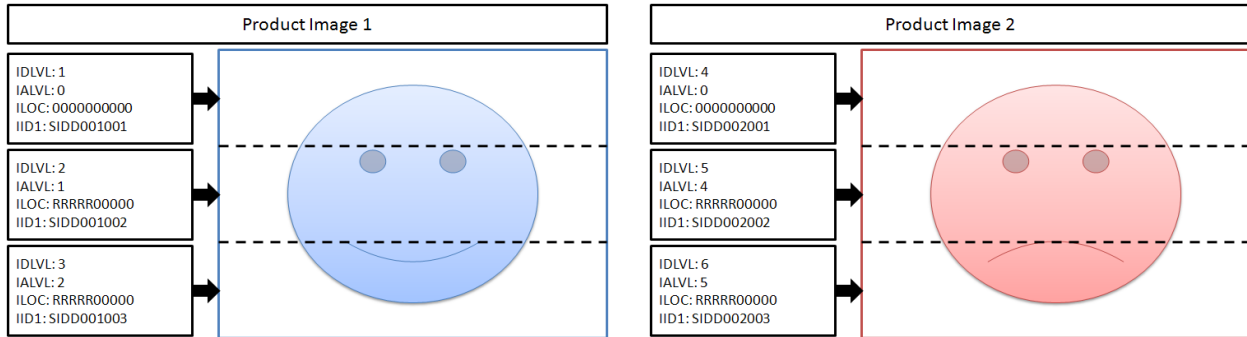 Product Image 1
IDLVL: 1
IALVL: 0
ILOC: 0000000000
IID1: SIDD001001
IDLVL: 2
IALVL: 1
ILOC: RRRRR00000
IID1: SIDD001002
IDLVL: 3
IALVL: 2
ILOC: RRRRR00000
IID1: SIDD001003
Product Image 2
IDLVL: 4
IALVL: 0
ILOC: 0000000000
IID1: SIDD002001
IDLVL: 5
IALVL: 4
ILOC: RRRRR00000
IID1: SIDD002002
IDLVL: 6
IALVL: 5
ILOC: RRRRR00000
IID1: SIDD002003